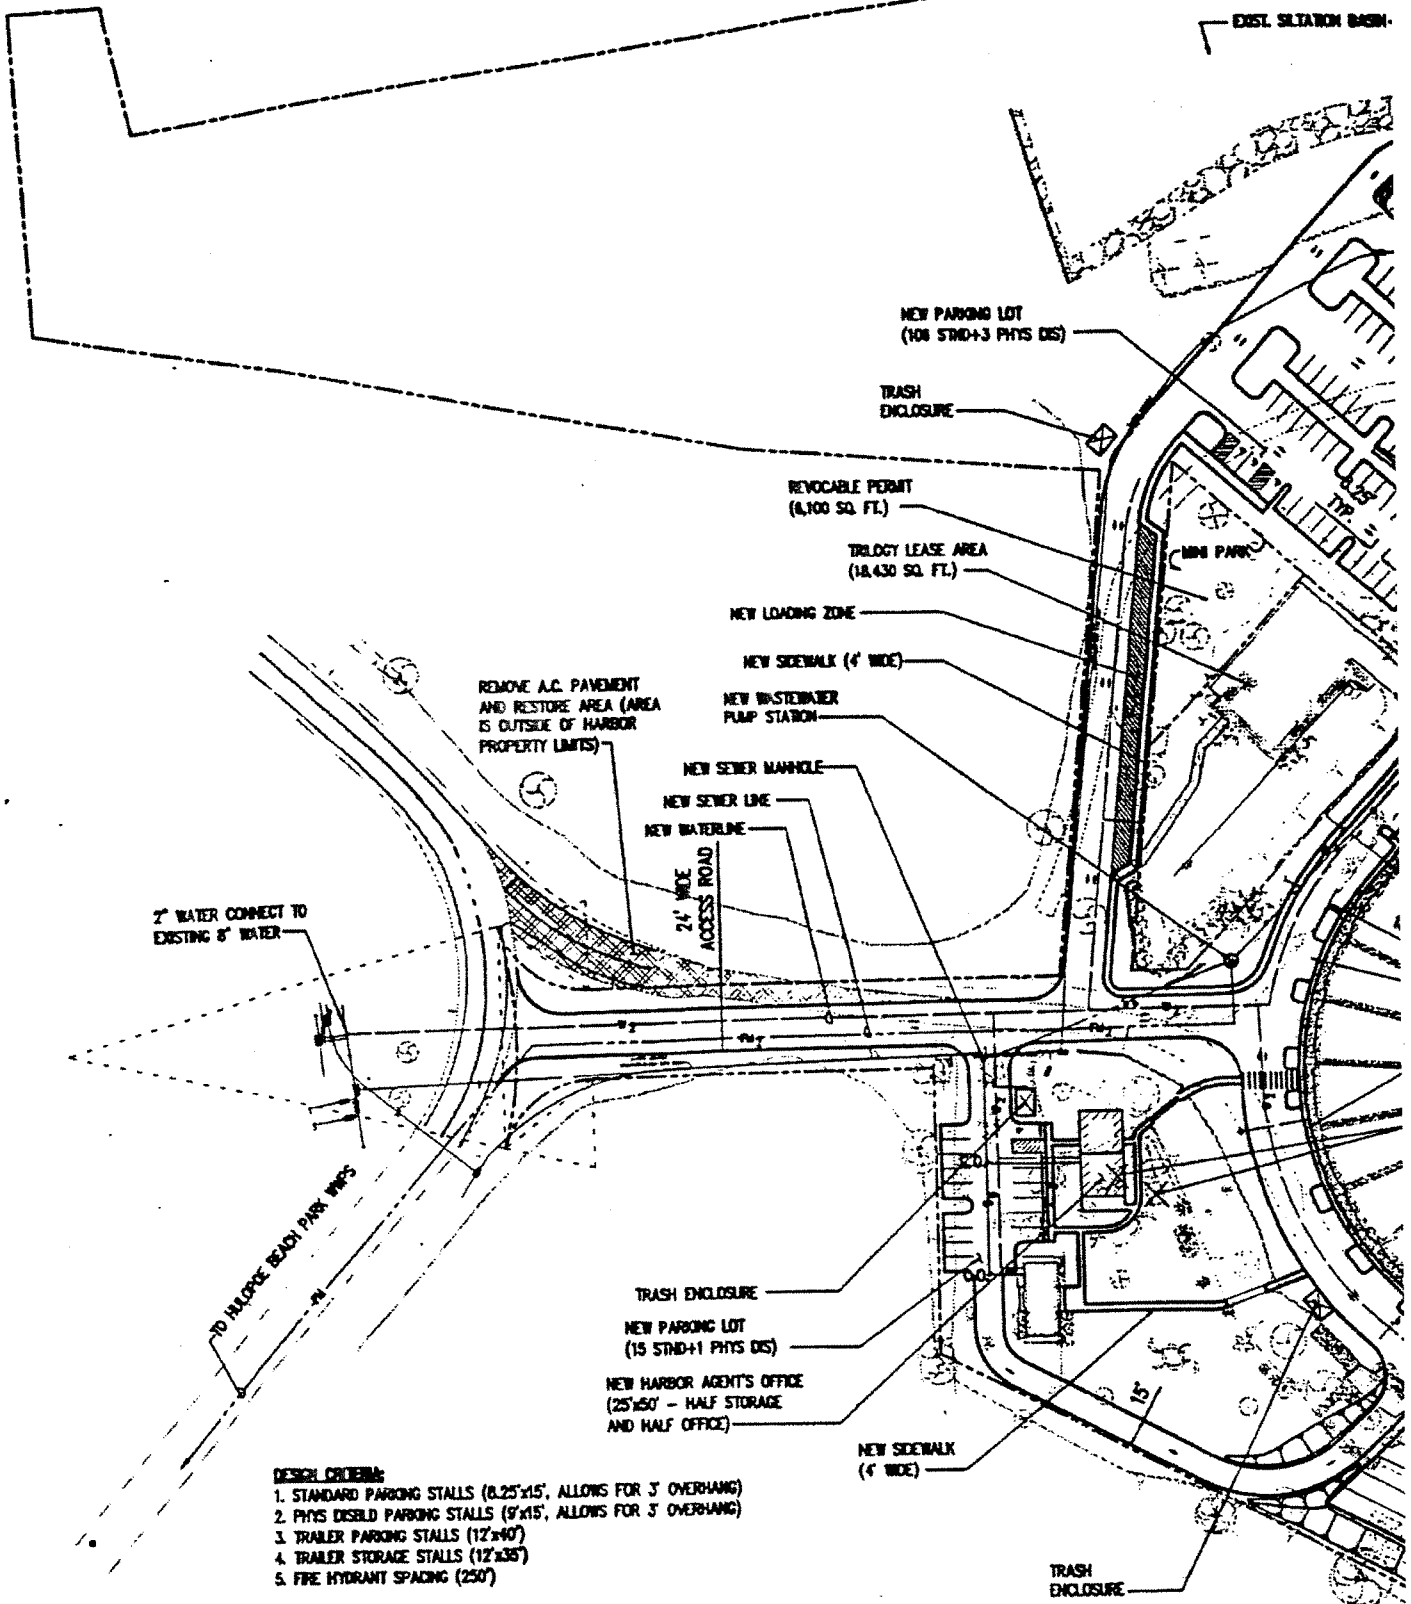 EXIST. SILTATION BASIN
NEW PARKING LOT
(108 STND+3 PHYS DIS)
TRASH
ENCLOSURE
8.25'
TYP.
REVOCABLE PERMIT
(6,100 SQ. FT.)
MINI PARK
TRILOGY LEASE AREA
(18,430 SQ. FT.)
NEW LOADING ZONE
NEW SIDEWALK (4' WIDE)
REMOVE A.C. PAVEMENT
AND RESTORE AREA (AREA
IS OUTSIDE OF HARBOR
PROPERTY LIMITS)
NEW WASTEWATER
PUMP STATION
NEW SEWER MANHOLE
NEW SEWER LINE
NEW WATERLINE
24' WIDE
ACCESS ROAD
2" WATER CONNECT TO
EXISTING 8" WATER
TO HULOPOE BEACH PARK WWPS
TRASH ENCLOSURE
NEW PARKING LOT
(15 STND+1 PHYS DIS)
NEW HARBOR AGENT'S OFFICE
(25'x50' - HALF STORAGE
AND HALF OFFICE)
15'
NEW SIDEWALK
(4' WIDE)
DESIGN CRITERIA:
1. STANDARD PARKING STALLS (8.25'x15', ALLOWS FOR 3' OVERHANG)
2. PHYS DISBLD PARKING STALLS (9'x15', ALLOWS FOR 3' OVERHANG)
3. TRAILER PARKING STALLS (12'x40')
4. TRAILER STORAGE STALLS (12'x35')
5. FIRE HYDRANT SPACING (250')
TRASH
ENCLOSURE